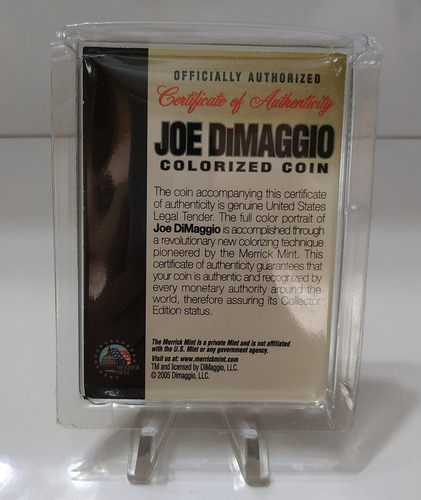 OFFICIALLY AUTHORIZED
Certificate of Authenticity
JOE DiMAGGIO
COLORIZED COIN
The coin accompanying this certificate
of authenticity is genuine United States
Legal Tender. The full color portrait of
Joe DiMaggio is accomplished through
a revolutionary new colorizing technique
pioneered by the Merrick Mint. This
certificate of authenticity guarantees that
your coin is authentic and recognized by
every monetary authority around the
world, therefore assuring its Collector
Edition status.
The Merrick Mint is a private Mint and is not affiliated
with the U.S. Mint or any government agency.
Visit us at: www.merrickmint.com
TM and licensed by DiMaggio, LLC.
© 2005 Dimaggio, LLC.
MERRICK
MINT